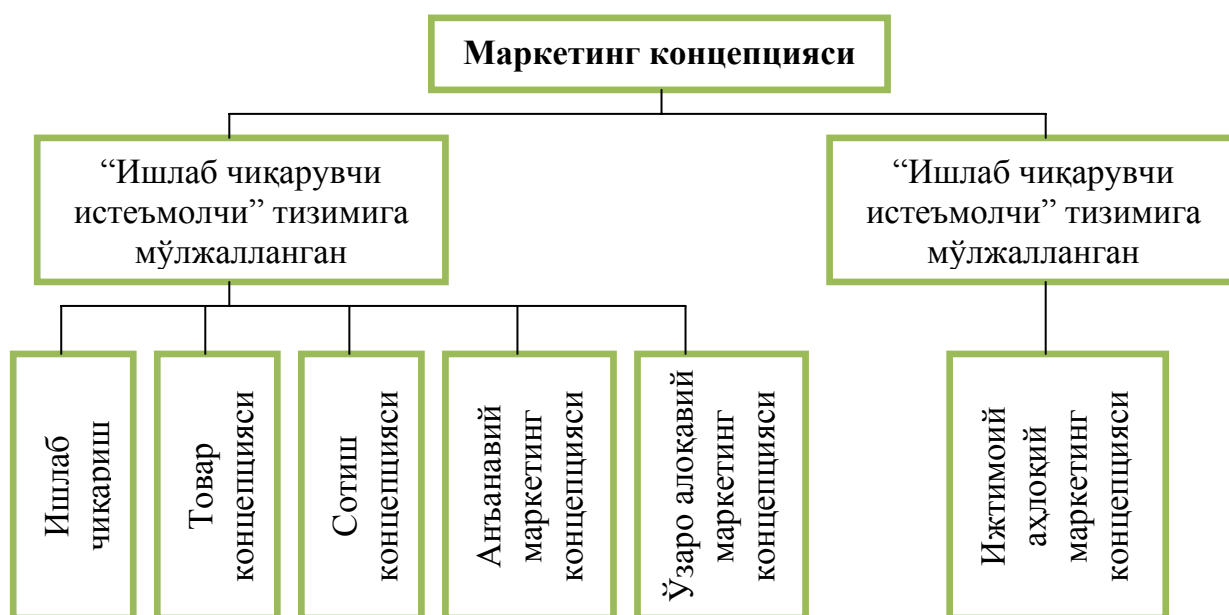 Маркетинг концепцияси
“Ишлаб чиқарувчи
истеъмолчи” тизимига
мўлжалланган
“Ишлаб чиқарувчи
истеъмолчи” тизимига
мўлжалланган
Ишлаб
чиқариш
Товар
концепцияси
Сотиш
концепцияси
Анъанавий
маркетинг
концепцияси
Ўзаро алоқавий
маркетинг
концепцияси
Ижтимоий
аҳлоқий
маркетинг
концепцияси